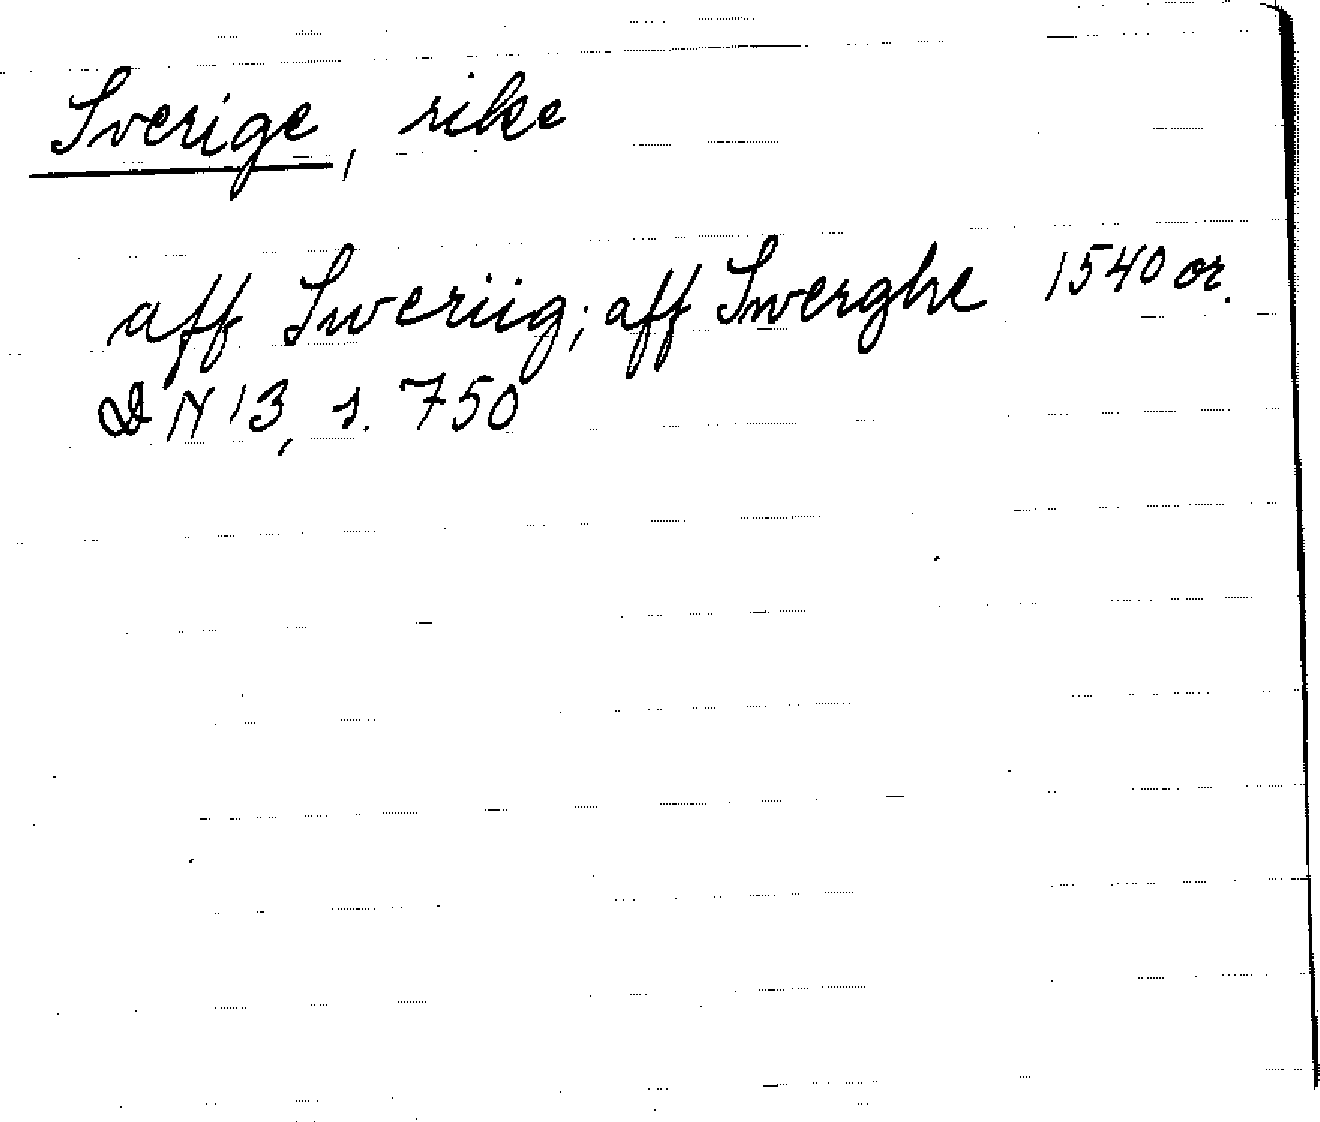 Sverige, rike
aff Sweriig; aff Swerghe 1540 or.
DN 13, s. 750